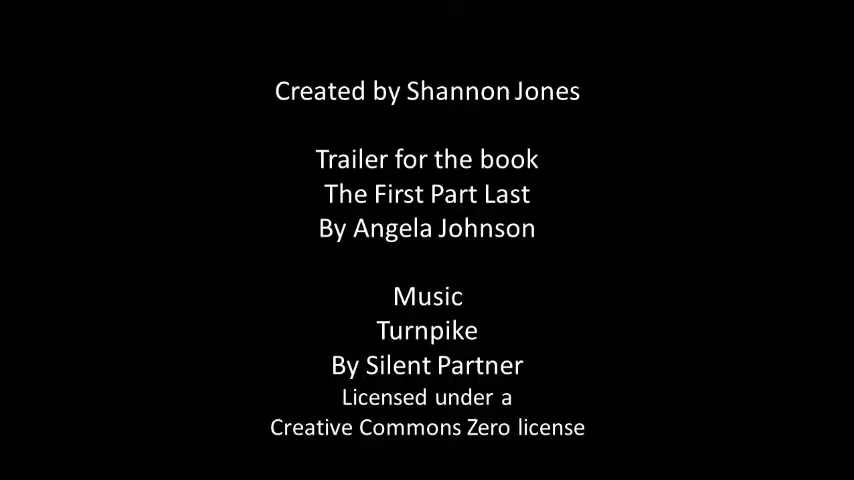 Created by Shannon Jones
Trailer for the book
The First Part Last
By Angela Johnson
Music
Turnpike
By Silent Partner
Licensed under a
Creative Commons Zero license